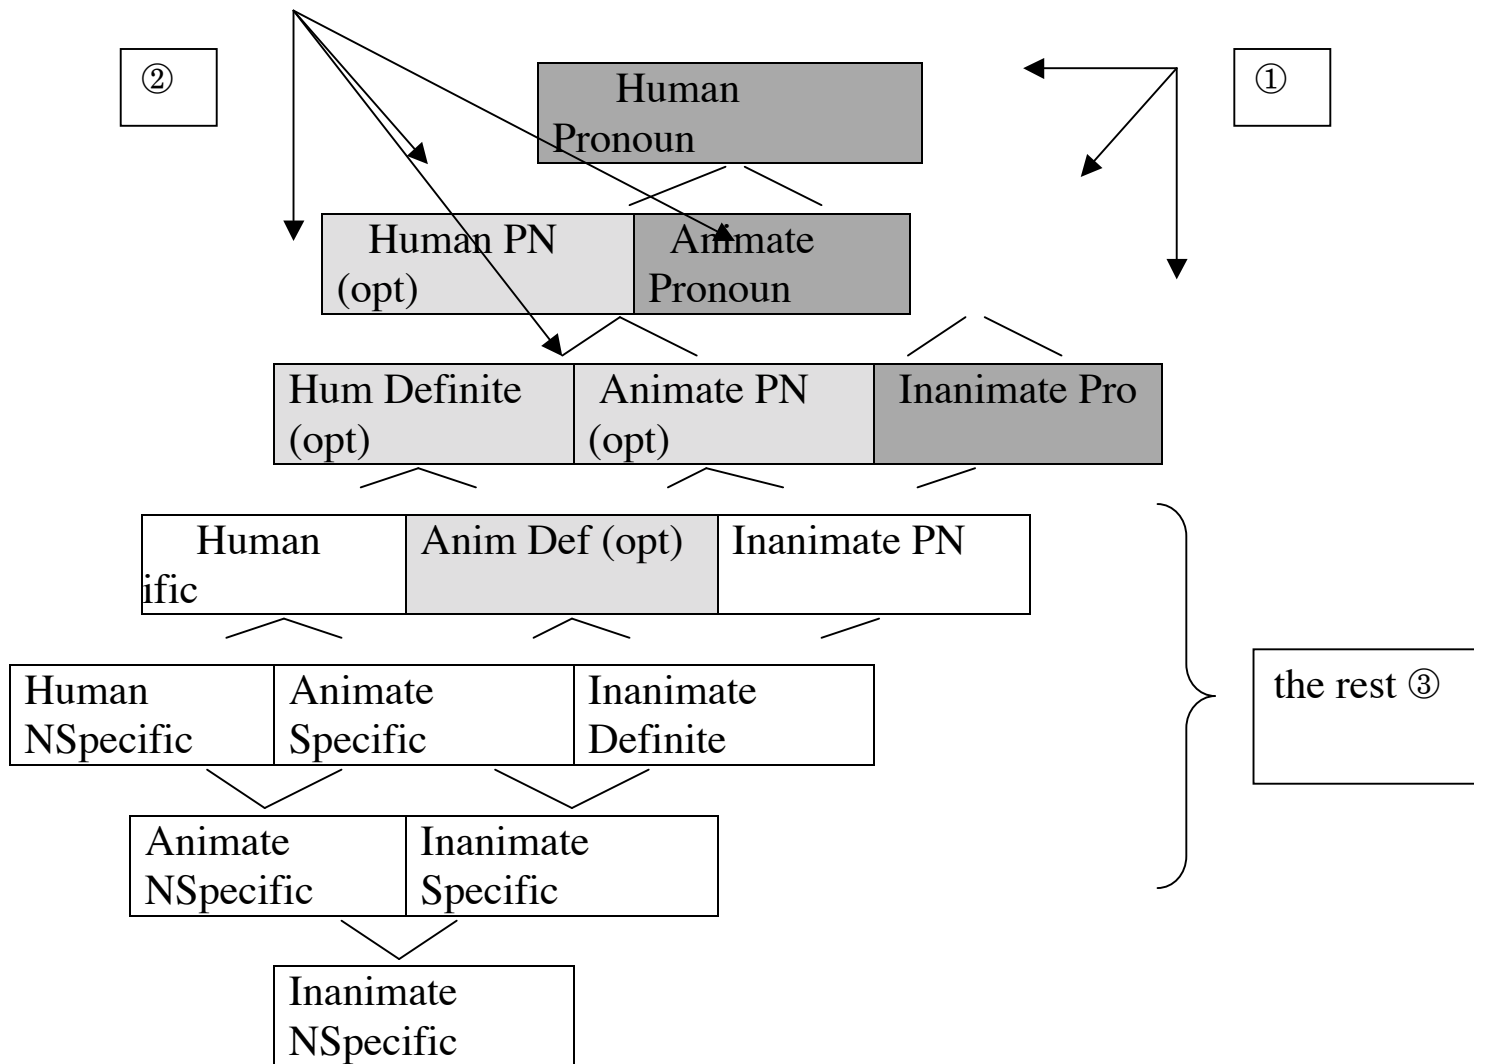 ②
Human
Pronoun
①
Human PN
(opt)
Animate
Pronoun
Hum Definite
(opt)
Animate PN
(opt)
Inanimate Pro
Human
ific
Anim Def (opt)
Inanimate PN
Human
NSpecific
Animate
Specific
Inanimate
Definite
the rest ③
Animate
NSpecific
Inanimate
Specific
Inanimate
NSpecific